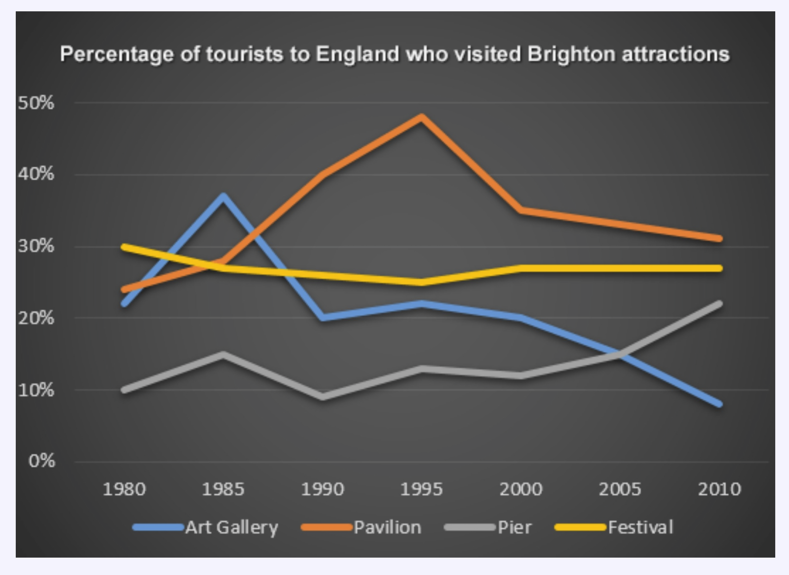 Percentage of tourists to England who visited Brighton attractions
50%
40%
30%
20%
10%
0%
1980 1985 1990 1995 2000 2005 2010
Art Gallery Pavilion Pier Festival